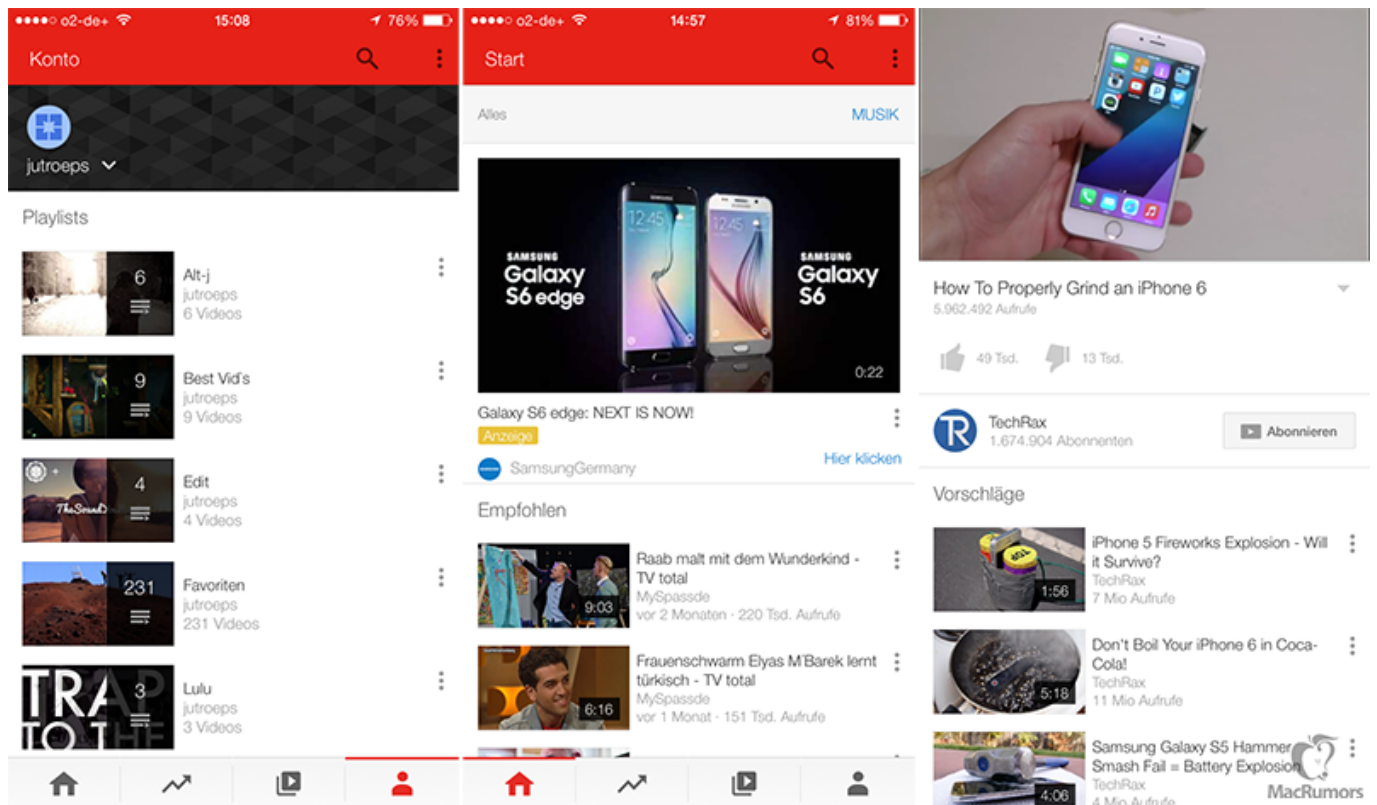 o2-de+ 15:08 76%
Konto
jutroeps
Playlists
6
Alt-j
jutroeps
6 Videos
9
Best Vid's
jutroeps
9 Videos
4
TheSound
Edit
jutroeps
4 Videos
231
Favoriten
jutroeps
231 Videos
TRAP
TO THE
3
Lulu
jutroeps
3 Videos
o2-de+ 14:57 81%
Start
Alles MUSIK
12:45 12:45
SAMSUNG
Galaxy
S6 edge
SAMSUNG
Galaxy
S6
0:22
Galaxy S6 edge: NEXT IS NOW!
Anzeige
SamsungGermany Hier klicken
Empfohlen
9:03
Raab malt mit dem Wunderkind -
TV total
MySpassde
vor 2 Monaten · 220 Tsd. Aufrufe
6:16
Frauenschwarm Elyas M'Barek lernt
türkisch - TV total
MySpassde
vor 1 Monat · 151 Tsd. Aufrufe
How To Properly Grind an iPhone 6
5.962.492 Aufrufe
49 Tsd. 13 Tsd.
TR
TechRax
1.674.904 Abonnenten
Abonnieren
Vorschläge
1:56
iPhone 5 Fireworks Explosion - Will
it Survive?
TechRax
7 Mio Aufrufe
5:18
Don't Boil Your iPhone 6 in Coca-
Cola!
TechRax
11 Mio Aufrufe
4:06
Samsung Galaxy S5 Hammer
Smash Fail = Battery Explosion
TechRax
4 Mio Aufrufe
MacRumors